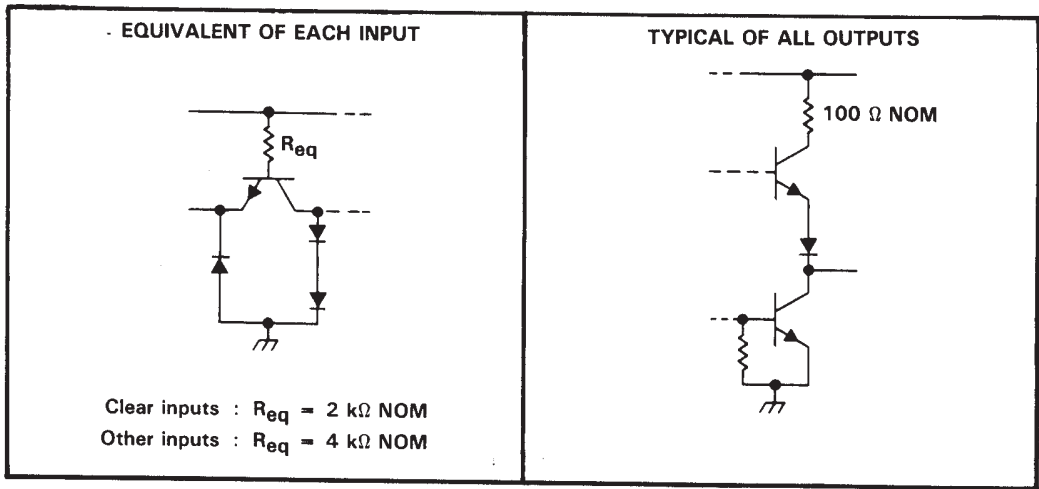 EQUIVALENT OF EACH INPUT
Req
Clear inputs : Req = 2 kΩ NOM
Other inputs : Req = 4 kΩ NOM
TYPICAL OF ALL OUTPUTS
100 Ω NOM